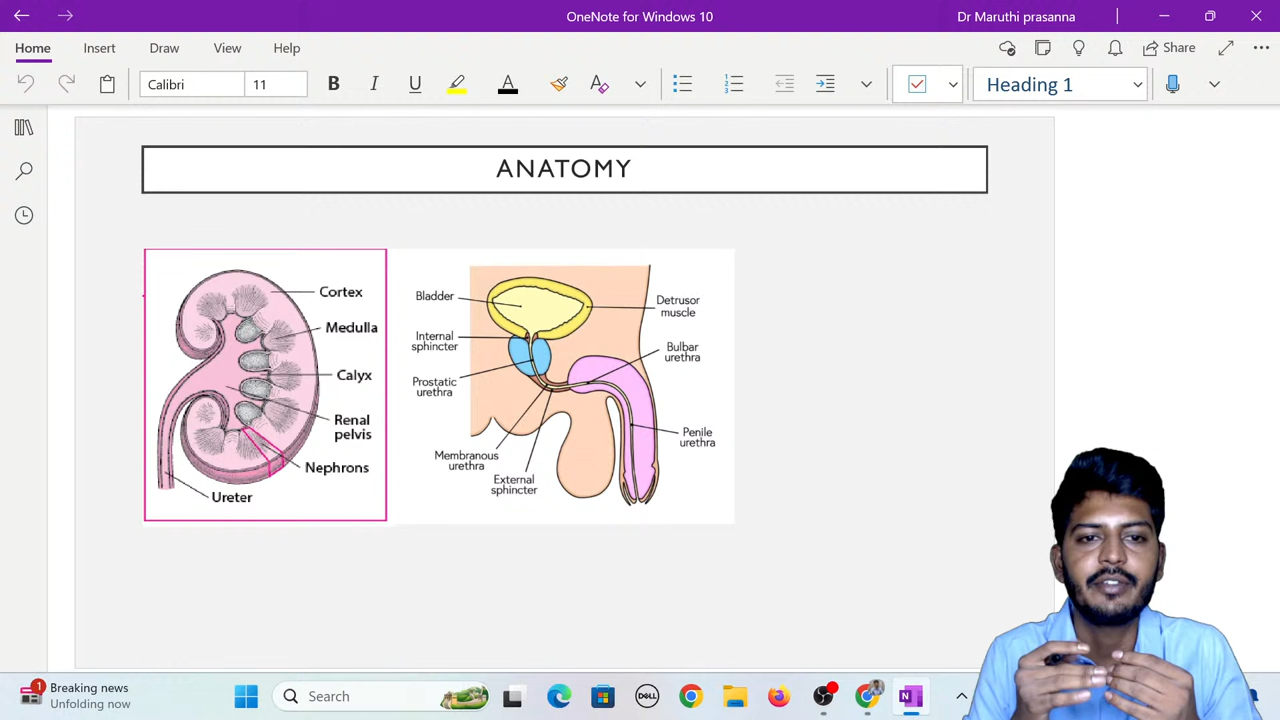 OneNote for Windows 10
Dr Maruthi prasanna
Home
Insert
Draw
View
Help
Share
Calibri
11
B
I
U
A
A
Heading 1
ANATOMY
Cortex
Medulla
Calyx
Renal
pelvis
Nephrons
Ureter
Bladder
Internal
sphincter
Prostatic
urethra
Membranous
urethra
External
sphincter
Detrusor
muscle
Bulbar
urethra
Penile
urethra
1
Breaking news
Unfolding now
Search
DELL
N